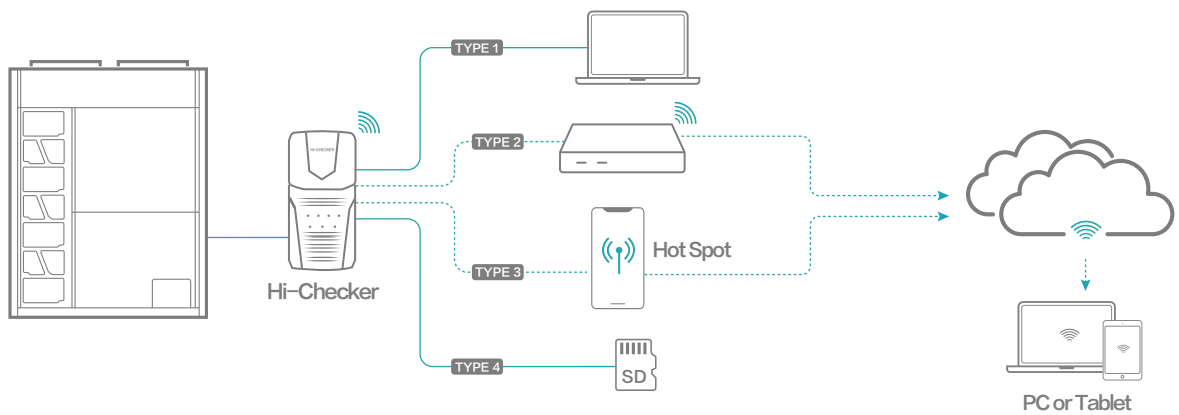 TYPE 1
HI-CHECKER
TYPE 2
Hot Spot
TYPE 3
Hi-Checker
TYPE 4
SD
PC or Tablet